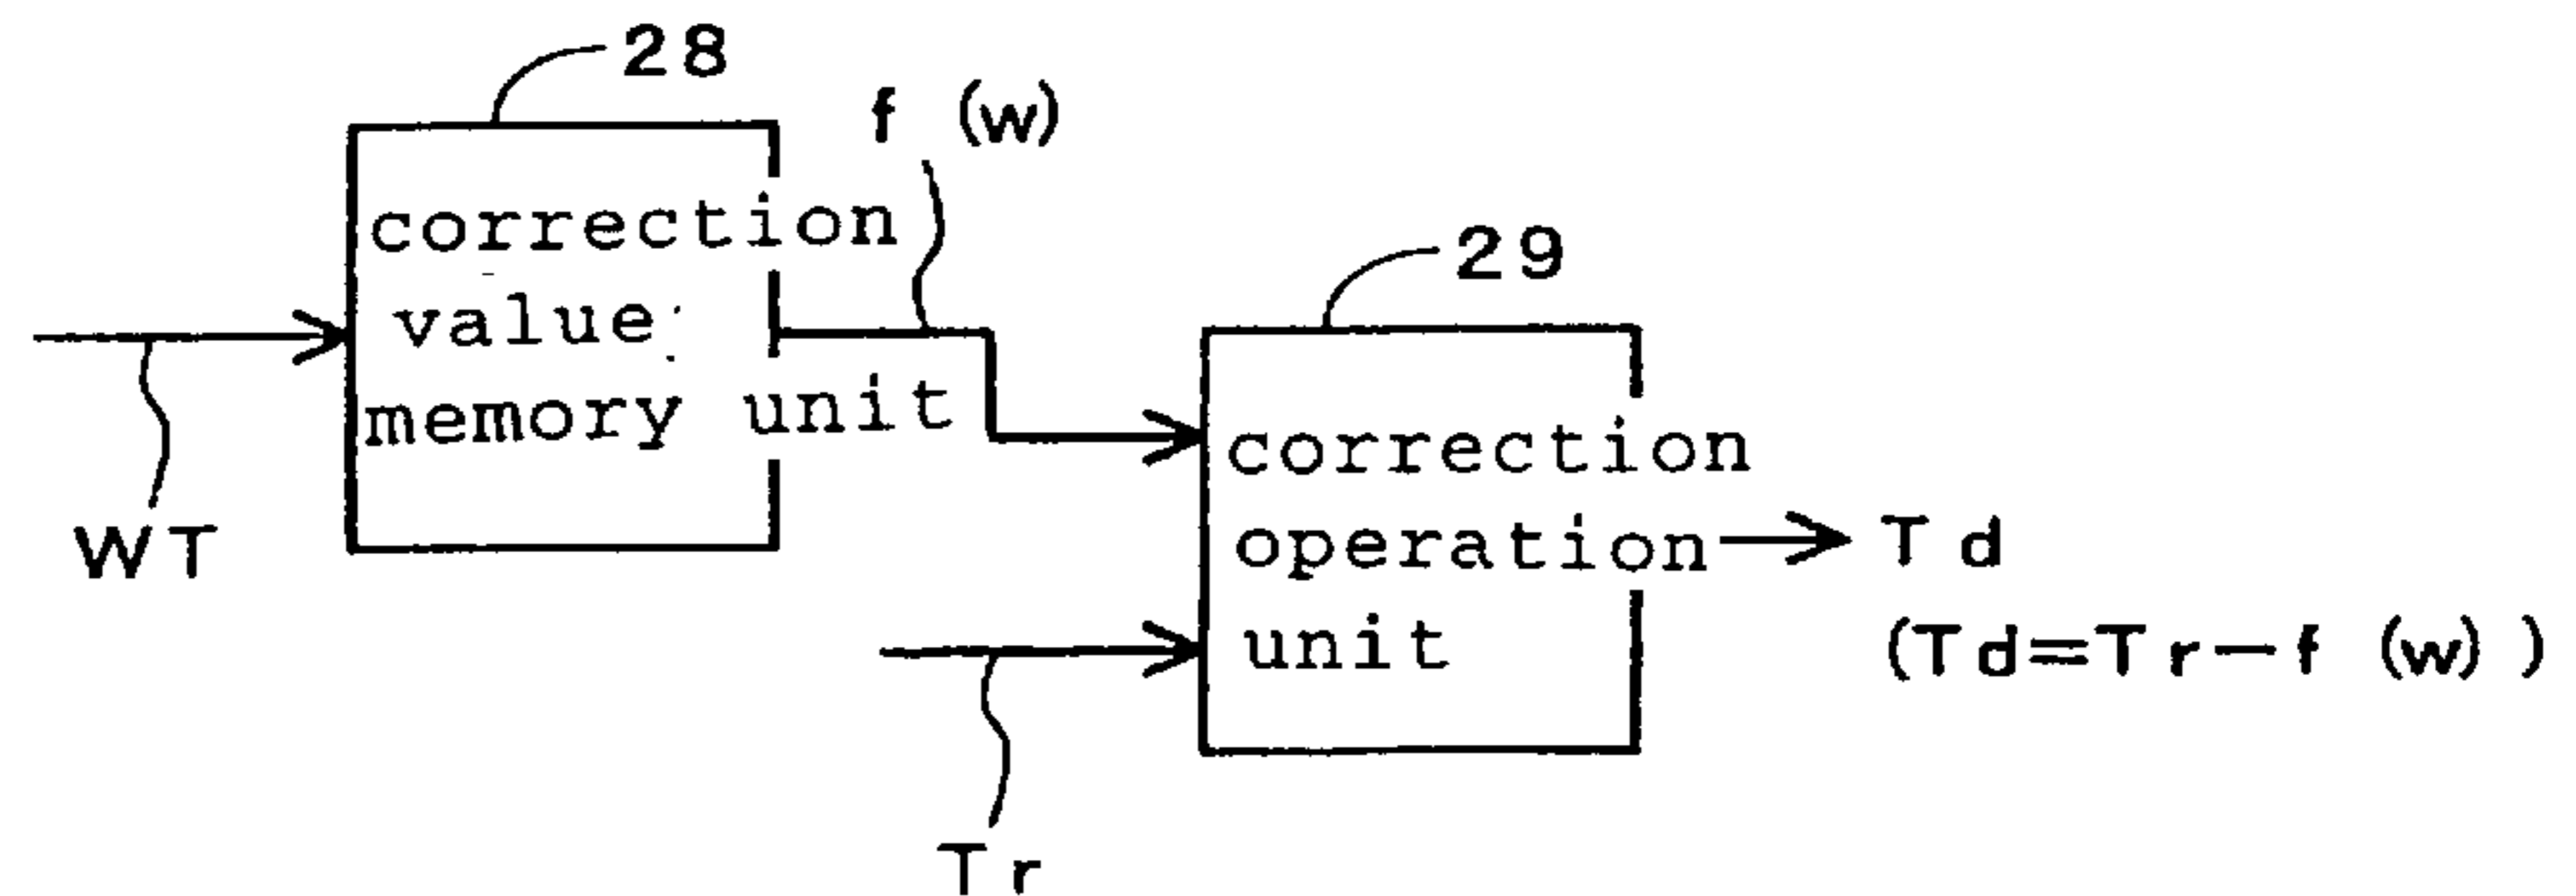 28
f (w)
correction
value
memory unit
WT
29
correction
operation
unit
Tr
Td
(Td=Tr−f (w) )